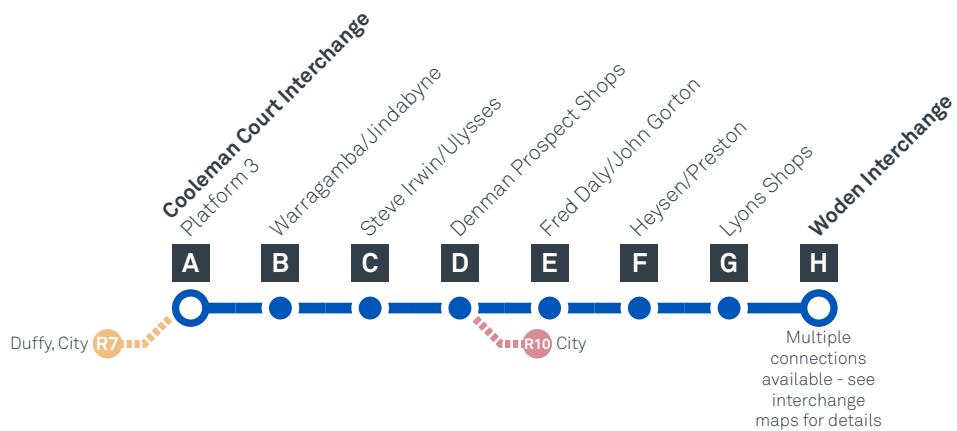 Cooleman Court Interchange
Platform 3
Warragamba/Jindabyne
Steve Irwin/Ulysses
Denman Prospect Shops
Fred Daly/John Gorton
Heysen/Preston
Lyons Shops
Woden Interchange
A B C D E F G H
Duffy, City R7
R10 City
Multiple
connections
available - see
interchange
maps for details